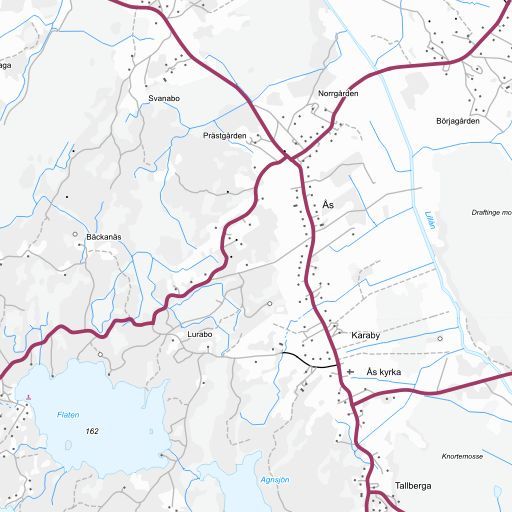 aga
Svanabo
Norrgården
Börjagården
Prästgården
Ås
Draftinge mo
Lillån
Bäckanäs
Lurabo
Karaby
Ås kyrka
Flaten
162
Knortemosse
Agnsjön
Tallberga